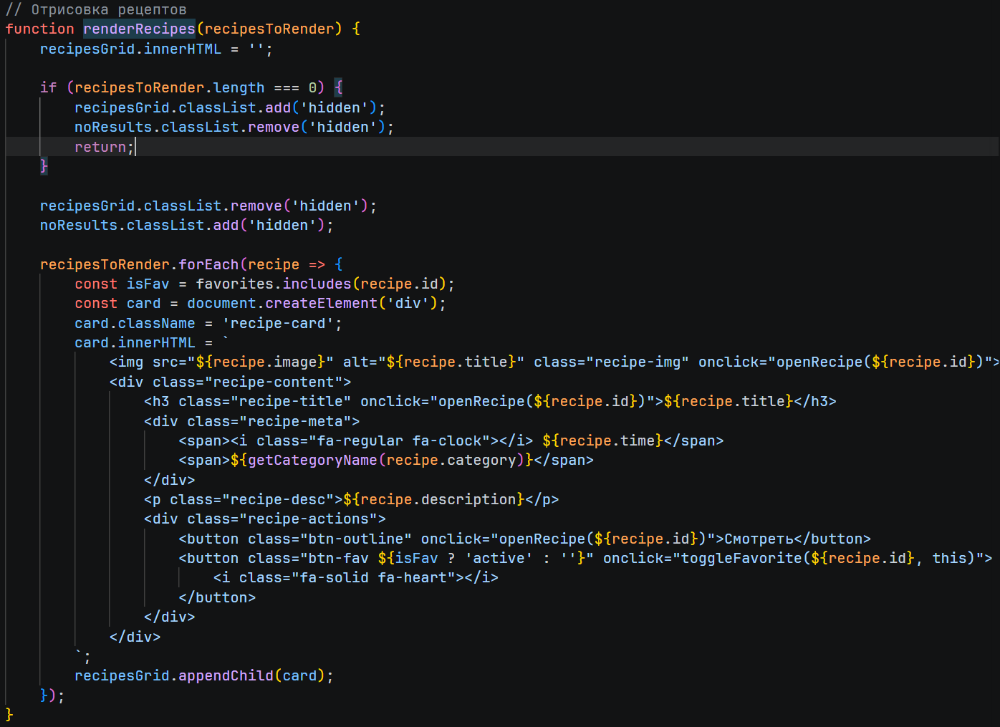 // Отрисовка рецептов
function renderRecipes(recipesToRender) {
    recipesGrid.innerHTML = '';

    if (recipesToRender.length === 0) {
        recipesGrid.classList.add('hidden');
        noResults.classList.remove('hidden');
        return;
    }

    recipesGrid.classList.remove('hidden');
    noResults.classList.add('hidden');

    recipesToRender.forEach(recipe => {
        const isFav = favorites.includes(recipe.id);
        const card = document.createElement('div');
        card.className = 'recipe-card';
        card.innerHTML = `
            <img src="${recipe.image}" alt="${recipe.title}" class="recipe-img" onclick="openRecipe(${recipe.id})">
            <div class="recipe-content">
                <h3 class="recipe-title" onclick="openRecipe(${recipe.id})">${recipe.title}</h3>
                <div class="recipe-meta">
                    <span><i class="fa-regular fa-clock"></i> ${recipe.time}</span>
                    <span>${getCategoryName(recipe.category)}</span>
                </div>
                <p class="recipe-desc">${recipe.description}</p>
                <div class="recipe-actions">
                    <button class="btn-outline" onclick="openRecipe(${recipe.id})">Смотреть</button>
                    <button class="btn-fav ${isFav ? 'active' : ''}" onclick="toggleFavorite(${recipe.id}, this)">
                        <i class="fa-solid fa-heart"></i>
                    </button>
                </div>
            </div>
        `;
        recipesGrid.appendChild(card);
    });
}